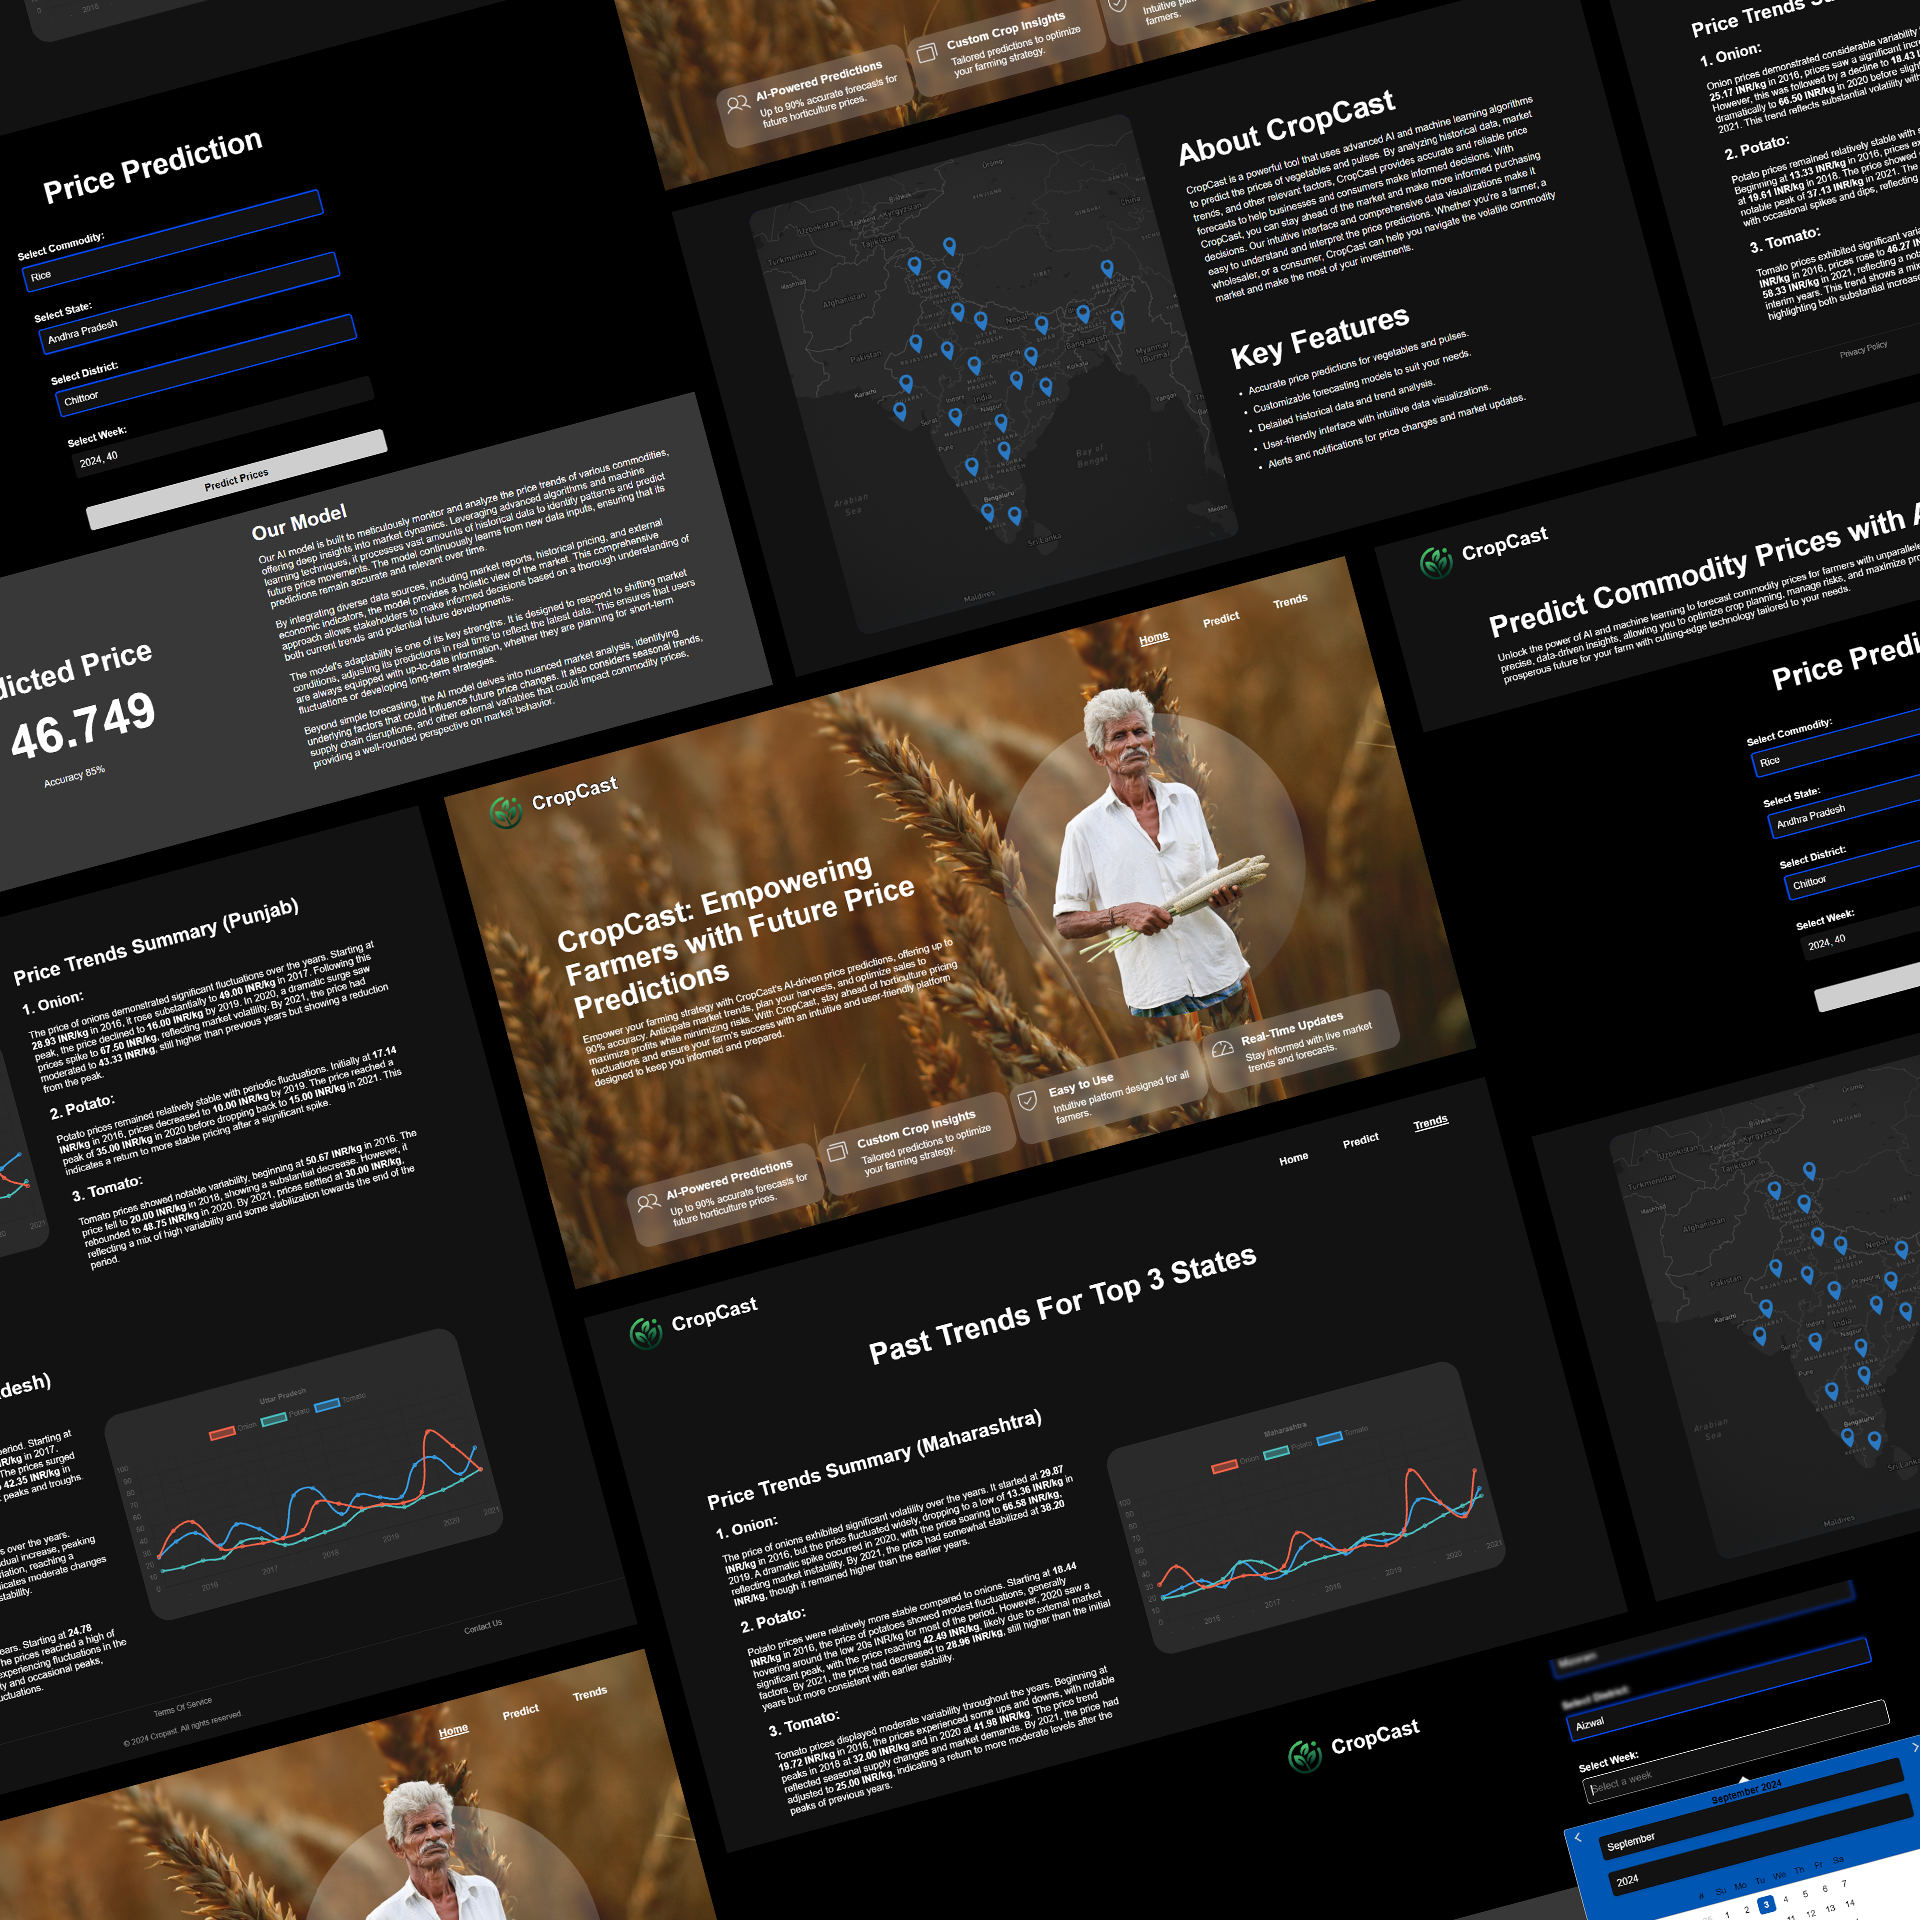 Price Prediction
Select Commodity:
Rice
Select State:
Andhra Pradesh
Select District:
Chittoor
Select Week:
2024, 40
Predict Prices
Our Model
Our AI model is built to meticulously monitor and analyze the price trends of various commodities,
offering deep insights into market dynamics. Leveraging advanced algorithms and machine
learning techniques, it processes vast amounts of historical data to identify patterns and predict
future price movements. The model continuously learns from new data inputs, ensuring that its
predictions remain accurate and relevant over time.
By integrating diverse data sources, including market reports, historical pricing, and external
economic indicators, the model provides a holistic view of the market. This comprehensive
approach allows stakeholders to make informed decisions based on a thorough understanding of
both current trends and potential future developments.
The model's adaptability is one of its key strengths. It is designed to respond to shifting market
conditions, adjusting its predictions in real time to reflect the latest data. This ensures that users
are always equipped with up-to-date information, whether they are planning for short-term
fluctuations or developing long-term strategies.
Beyond simple forecasting, the AI model delves into nuanced market analysis, identifying
underlying factors that could influence future price changes. It also considers seasonal trends,
supply chain disruptions, and other external variables that could impact commodity prices,
providing a well-rounded perspective on market behavior.
dicted Price
46.749
Accuracy 85%
AI-Powered Predictions
Up to 90% accurate forecasts for
future horticulture prices.
Custom Crop Insights
Tailored predictions to optimize
your farming strategy.
farmers.
About CropCast
CropCast is a powerful tool that uses advanced AI and machine learning algorithms
to predict the prices of vegetables and pulses. By analyzing historical data, market
trends, and other relevant factors, CropCast provides accurate and reliable price
forecasts to help businesses and consumers make informed decisions. With
CropCast, you can stay ahead of the market and make more informed purchasing
decisions. Our intuitive interface and comprehensive data visualizations make it
easy to understand and interpret the price predictions. Whether you're a farmer, a
wholesaler, or a consumer, CropCast can help you navigate the volatile commodity
market and make the most of your investments.
Key Features
• Accurate price predictions for vegetables and pulses.
• Customizable forecasting models to suit your needs.
• Detailed historical data and trend analysis.
• User-friendly interface with intuitive data visualizations.
• Alerts and notifications for price changes and market updates.
Price Trends
1. Onion:
Onion prices demonstrated considerable variability
25.17 INR/kg in 2016, prices saw a significant
However, this was followed by a decline to 18.43
dramatically to 66.50 INR/kg in 2020 before
2021. This trend reflects substantial volatility
2. Potato:
Potato prices remained relatively stable with
Beginning at 13.33 INR/kg in 2016, prices
at 19.61 INR/kg in 2018. The price showed
notable peak of 37.13 INR/kg in 2021. The
with occasional spikes and dips, reflecting
3. Tomato:
Tomato prices exhibited significant
INR/kg in 2016, prices rose to 46.27
58.33 INR/kg in 2021, reflecting a
interim years. This trend shows a
highlighting both substantial
Privacy Policy
CropCast
Predict Commodity Prices with
Unlock the power of AI and machine learning to forecast commodity prices for farmers with
precise, data-driven insights, allowing you to optimize crop planning, manage risks, and maximize
prosperous future for your farm with cutting-edge technology tailored to your needs.
Price
Select Commodity:
Rice
Select State:
Andhra Pradesh
Select District:
Chittoor
Select Week:
2024, 40
Home
Predict
Trends
CropCast
CropCast: Empowering
Farmers with Future Price
Predictions
Empower your farming strategy with CropCast's AI-driven price predictions, offering up to
90% accuracy. Anticipate market trends, plan your harvests, and optimize sales to
maximize profits while minimizing risks. With CropCast, stay ahead of horticulture pricing
fluctuations and ensure your farm's success with an intuitive and user-friendly platform
designed to keep you informed and prepared.
AI-Powered Predictions
Up to 90% accurate forecasts for
future horticulture prices.
Custom Crop Insights
Tailored predictions to optimize
your farming strategy.
Easy to Use
Intuitive platform designed for all
farmers.
Real-Time Updates
Stay informed with live market
trends and forecasts.
Price Trends Summary (Punjab)
1. Onion:
The price of onions demonstrated significant fluctuations over the years. Starting at
28.93 INR/kg in 2016, it rose substantially to 49.00 INR/kg in 2017. Following this
peak, the price declined to 16.00 INR/kg by 2019. In 2020, a dramatic surge saw
prices spike to 67.50 INR/kg, reflecting market volatility. By 2021, the price had
moderated to 43.33 INR/kg, still higher than previous years but showing a reduction
from the peak.
2. Potato:
Potato prices remained relatively stable with periodic fluctuations. Initially at 17.14
INR/kg in 2016, prices decreased to 10.00 INR/kg by 2019. The price reached a
peak of 35.00 INR/kg in 2020 before dropping back to 15.00 INR/kg in 2021. This
indicates a return to more stable pricing after a significant spike.
3. Tomato:
Tomato prices showed notable variability, beginning at 50.67 INR/kg in 2016. The
price fell to 20.00 INR/kg in 2018, showing a substantial decrease. However, it
rebounded to 48.75 INR/kg in 2020. By 2021, prices settled at 30.00 INR/kg,
reflecting a mix of high variability and some stabilization towards the end of the
period.
Uttar Pradesh
Onion
Potato
Tomato
2016
2017
2018
2019
2020
2021
Contact Us
Terms Of Service
© 2024 Cropast. All rights reserved
Home
Predict
Trends
CropCast
Past Trends For Top 3 States
Price Trends Summary (Maharashtra)
1. Onion:
The price of onions exhibited significant volatility over the years. It started at 29.87
INR/kg in 2016, but the price fluctuated widely, dropping to a low of 13.36 INR/kg in
2019. A dramatic spike occurred in 2020, with the price soaring to 66.58 INR/kg,
reflecting market instability. By 2021, the price had somewhat stabilized at 38.20
INR/kg, though it remained higher than the earlier years.
2. Potato:
Potato prices were relatively more stable compared to onions. Starting at 18.44
INR/kg in 2016, the price of potatoes showed modest fluctuations, generally
hovering around the low 20s INR/kg for most of the period. However, 2020 saw a
significant peak, with the price reaching 42.49 INR/kg, likely due to external market
factors. By 2021, the price had decreased to 28.96 INR/kg, still higher than the initial
years but more consistent with earlier stability.
3. Tomato:
Tomato prices displayed moderate variability throughout the years. Beginning at
19.72 INR/kg in 2016, the prices experienced some ups and downs, with notable
peaks in 2018 at 32.00 INR/kg and in 2020 at 41.98 INR/kg. The price trend
reflected seasonal supply changes and market demands. By 2021, the price had
adjusted to 25.00 INR/kg, indicating a return to more moderate levels after the
peaks of previous years.
Maharashtra
Onion
Potato
Tomato
2016
2017
2018
2019
2020
2021
CropCast
Home
Predict
Trends
Select District:
Aizwal
Select Week:
Select a week
September 2024
September
2024
# Su Mo Tu We Th Fr Sa
1 2 3 4 5 6 7
11 12 13 14